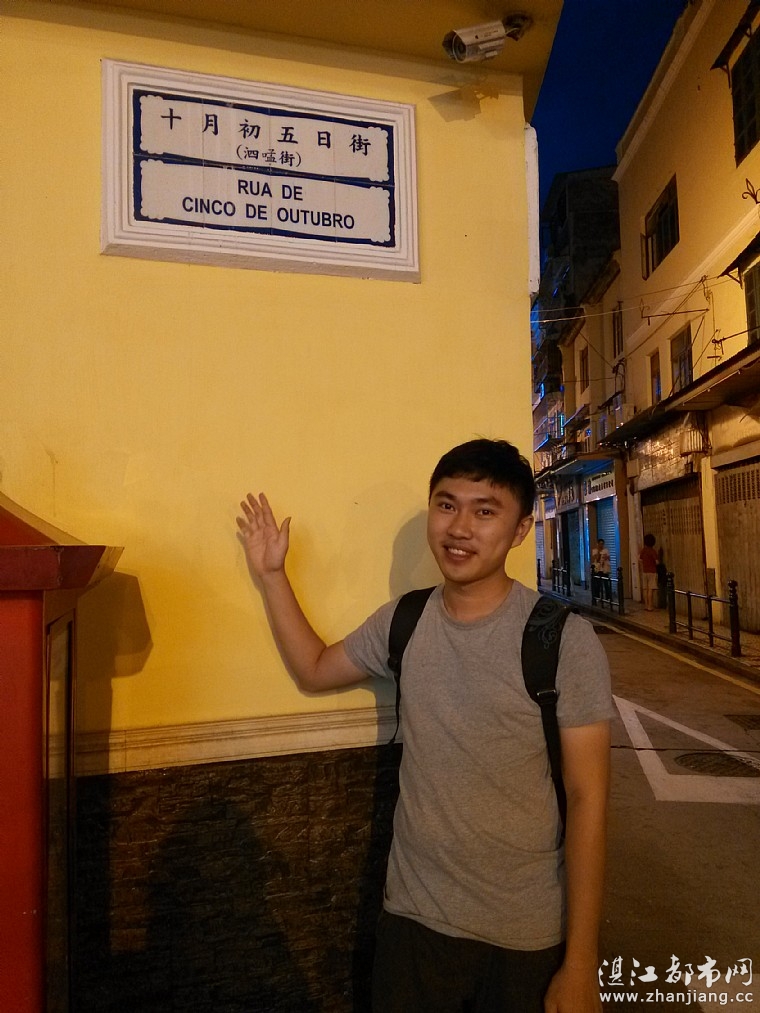 十月初五日街
(泗𠵼街)
RUA DE
CINCO DE OUTUBRO
湛江都市网
www.zhanjiang.cc